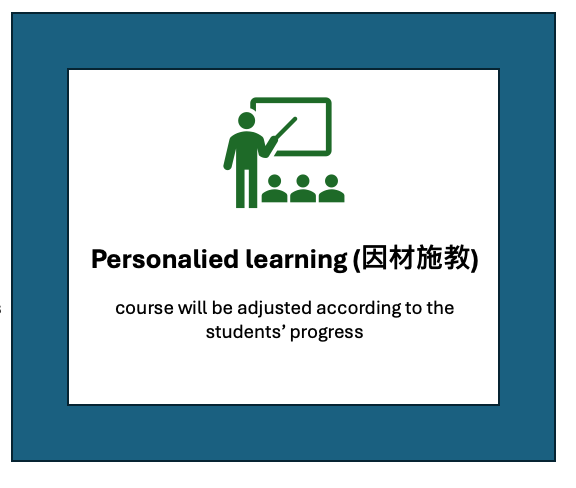 Personalied learning (因材施教)
course will be adjusted according to the
students’ progress